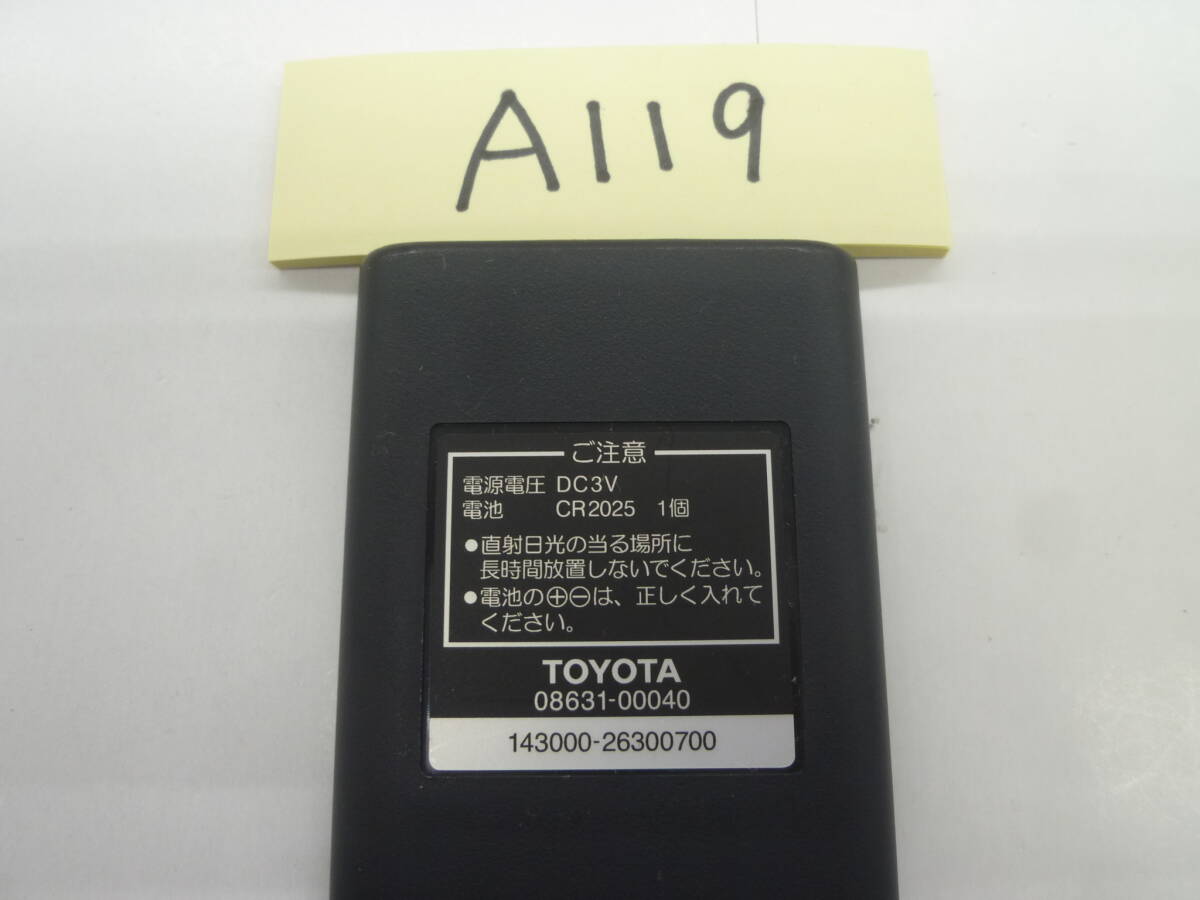 A119
ご注意
電源電圧 DC3V
電池 CR2025 1個
●直射日光の当る場所に
長時間放置しないでください。
●電池の⊕⊖は、正しく入れて
ください。
TOYOTA
08631-00040
143000-26300700